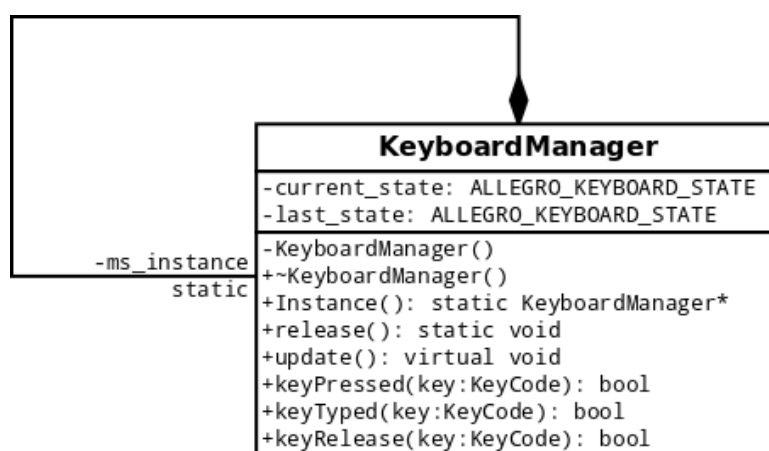 KeyboardManager
-current_state: ALLEGRO_KEYBOARD_STATE
-last_state: ALLEGRO_KEYBOARD_STATE
-ms_instance
static
-KeyboardManager()
+~KeyboardManager()
+Instance(): static KeyboardManager*
+release(): static void
+update(): virtual void
+keyPressed(key:KeyCode): bool
+keyTyped(key:KeyCode): bool
+keyRelease(key:KeyCode): bool